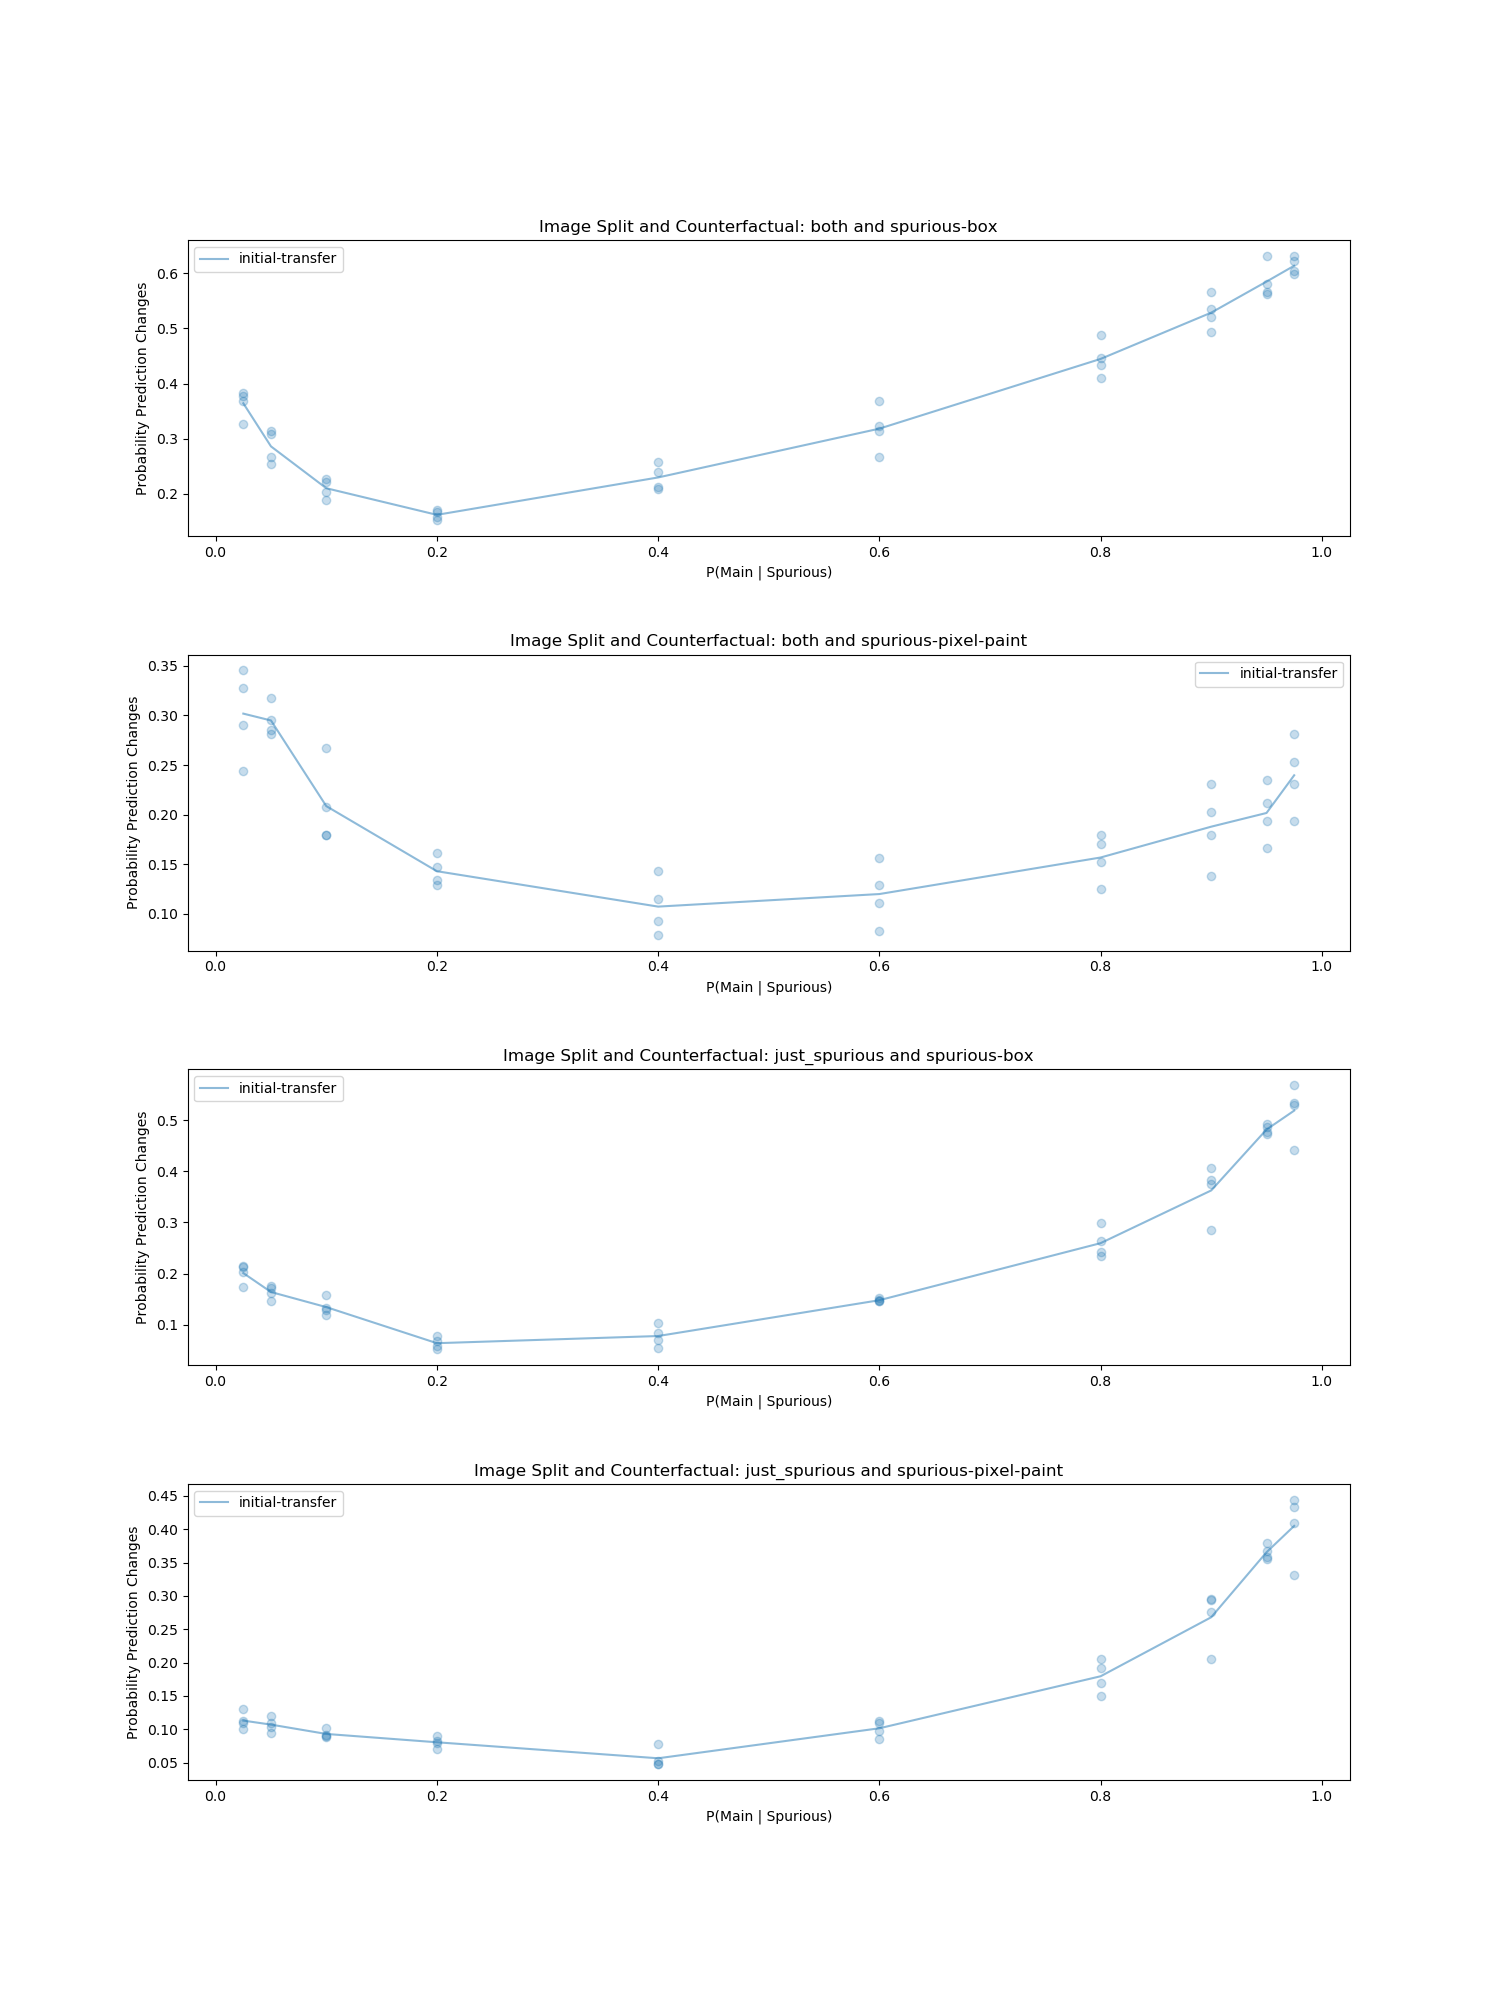 Image Split and Counterfactual: both and spurious-box
initial-transfer
Probability Prediction Changes
0.6
0.5
0.4
0.3
0.2
0.0 0.2 0.4 0.6 0.8 1.0
P(Main | Spurious)
Image Split and Counterfactual: both and spurious-pixel-paint
initial-transfer
Probability Prediction Changes
0.35
0.30
0.25
0.20
0.15
0.10
0.0 0.2 0.4 0.6 0.8 1.0
P(Main | Spurious)
Image Split and Counterfactual: just_spurious and spurious-box
initial-transfer
Probability Prediction Changes
0.5
0.4
0.3
0.2
0.1
0.0 0.2 0.4 0.6 0.8 1.0
P(Main | Spurious)
Image Split and Counterfactual: just_spurious and spurious-pixel-paint
initial-transfer
Probability Prediction Changes
0.45
0.40
0.35
0.30
0.25
0.20
0.15
0.10
0.05
0.0 0.2 0.4 0.6 0.8 1.0
P(Main | Spurious)